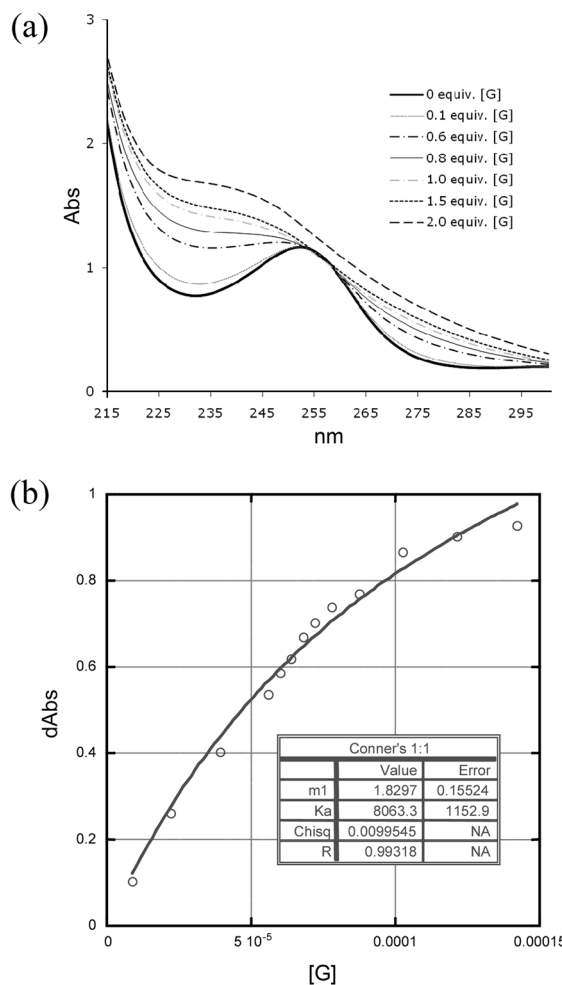 (a)
3
2
1
0
Abs
0 equiv. [G]
0.1 equiv. [G]
0.6 equiv. [G]
0.8 equiv. [G]
1.0 equiv. [G]
1.5 equiv. [G]
2.0 equiv. [G]
215 225 235 245 255 265 275 285 295
nm
(b)
1
0.8
0.6
0.4
0.2
0
dAbs
Conner's 1:1
Value Error
m1 1.8297 0.15524
Ka 8063.3 1152.9
Chisq 0.0099545 NA
R 0.99318 NA
0 5 10-5 0.0001 0.00015
[G]